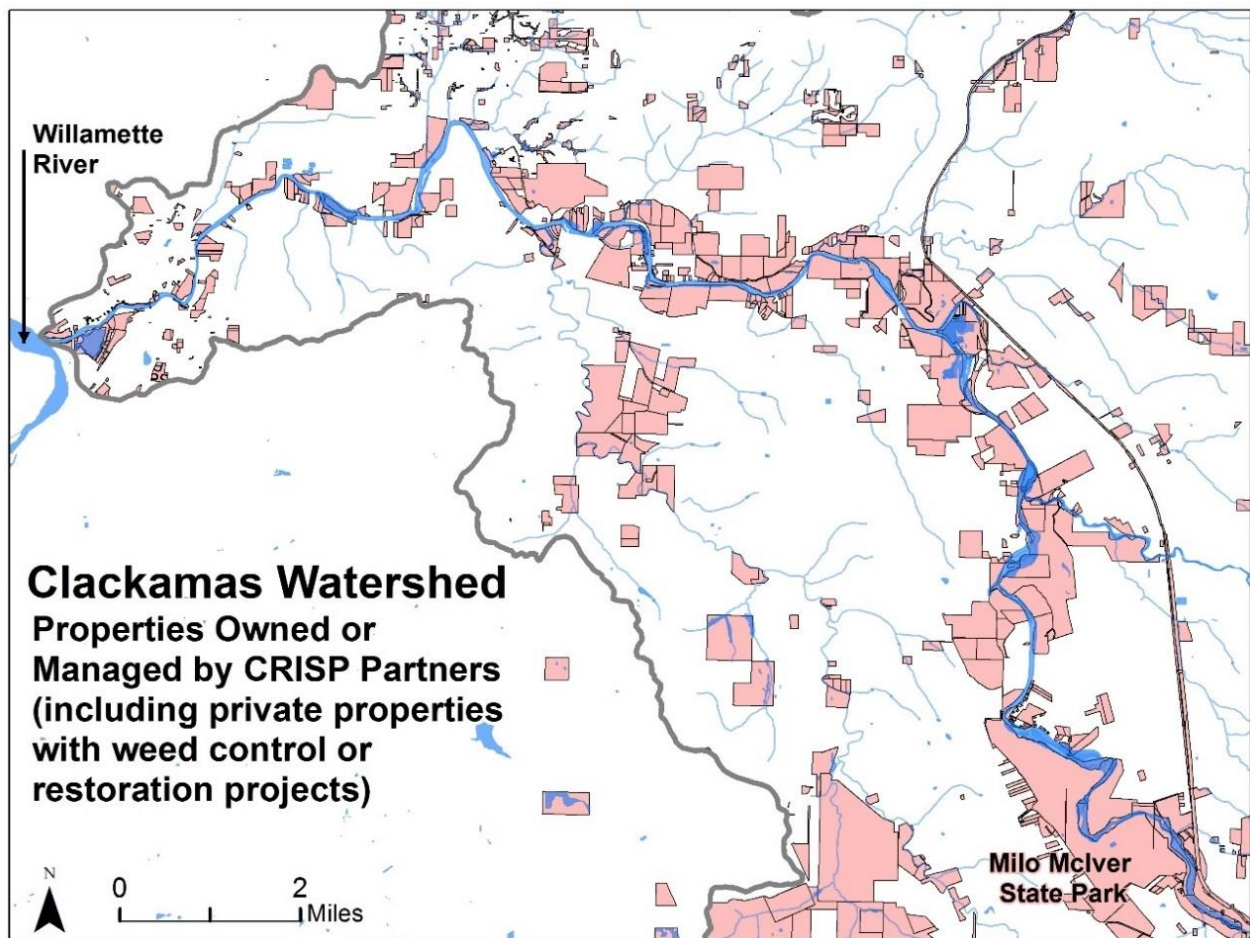 Willamette
River
Clackamas Watershed
Properties Owned or
Managed by CRISP Partners
(including private properties
with weed control or
restoration projects)
Milo McIver
State Park
N
0 2
Miles